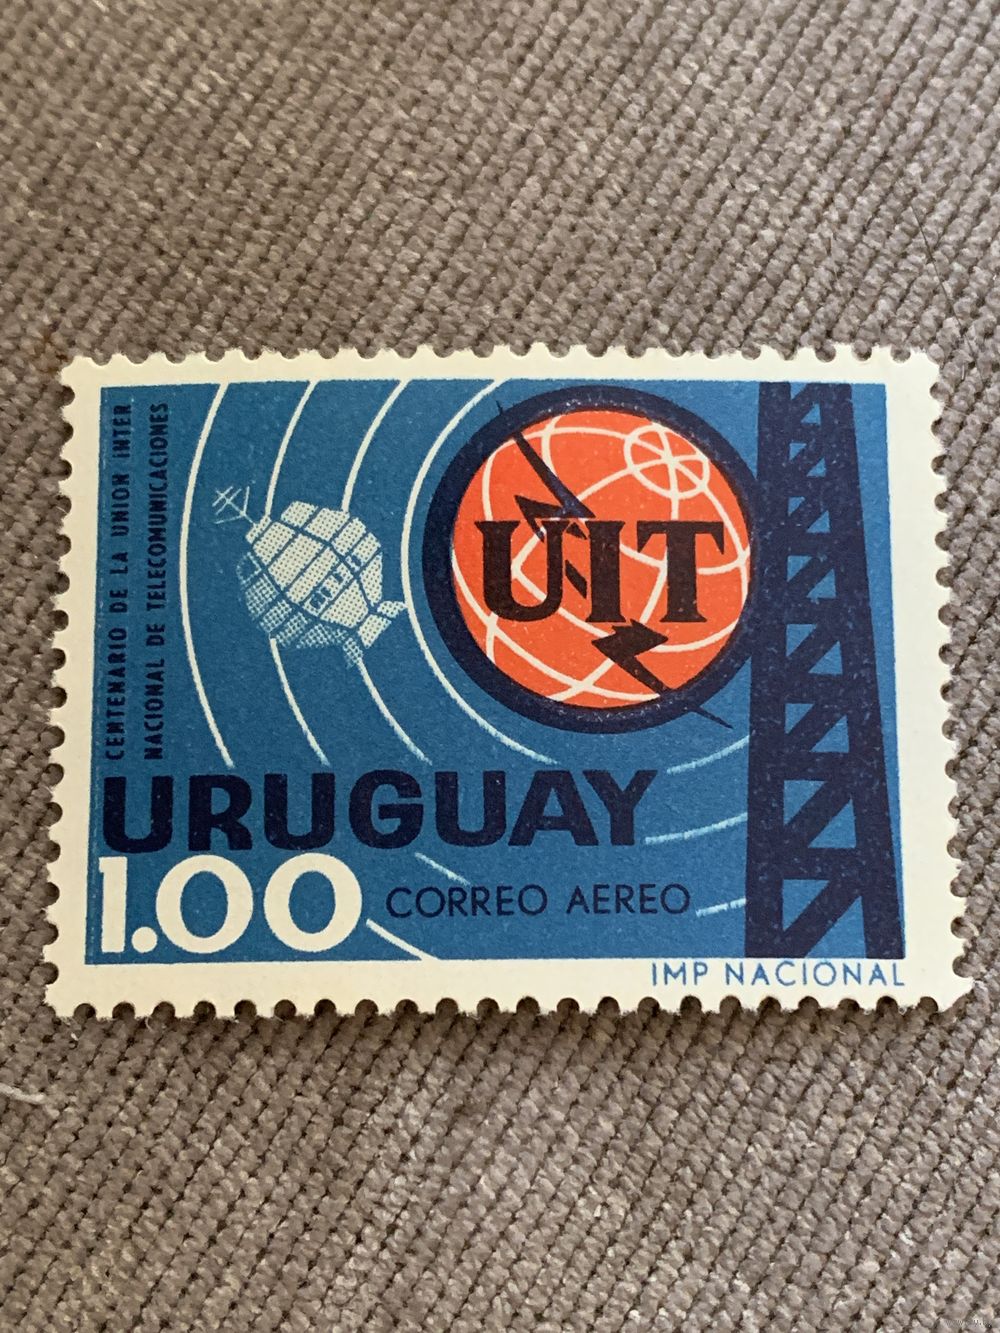 CENTENARIO DE LA UNION INTER
NACIONAL DE TELECOMUNICACIONES
UIT
URUGUAY
1.00
CORREO AEREO
IMP NACIONAL